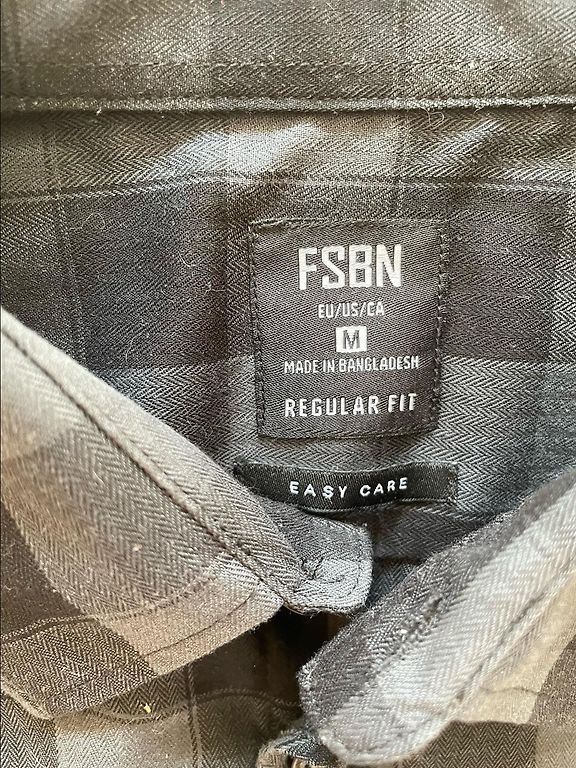 FSBN
EU/US/CA
M
MADE IN BANGLADESH
REGULAR FIT
EASY CARE